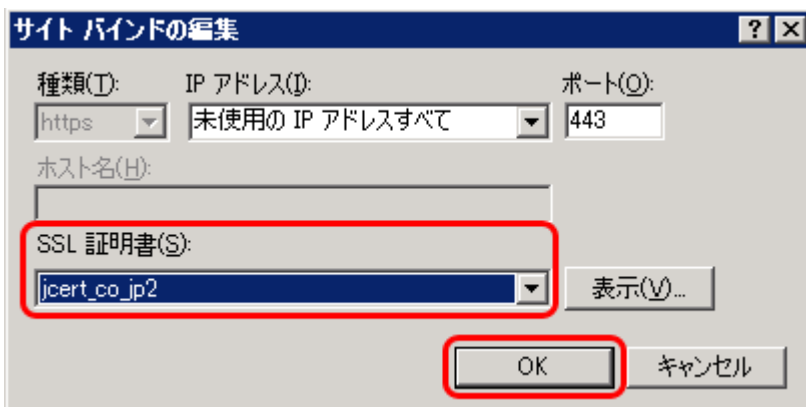 サイト バインドの編集
種類(T): IP アドレス(I): ポート(O):
https 未使用の IP アドレスすべて 443
ホスト名(H):
SSL 証明書(S):
jcert_co_jp2 表示(V)...
OK キャンセル